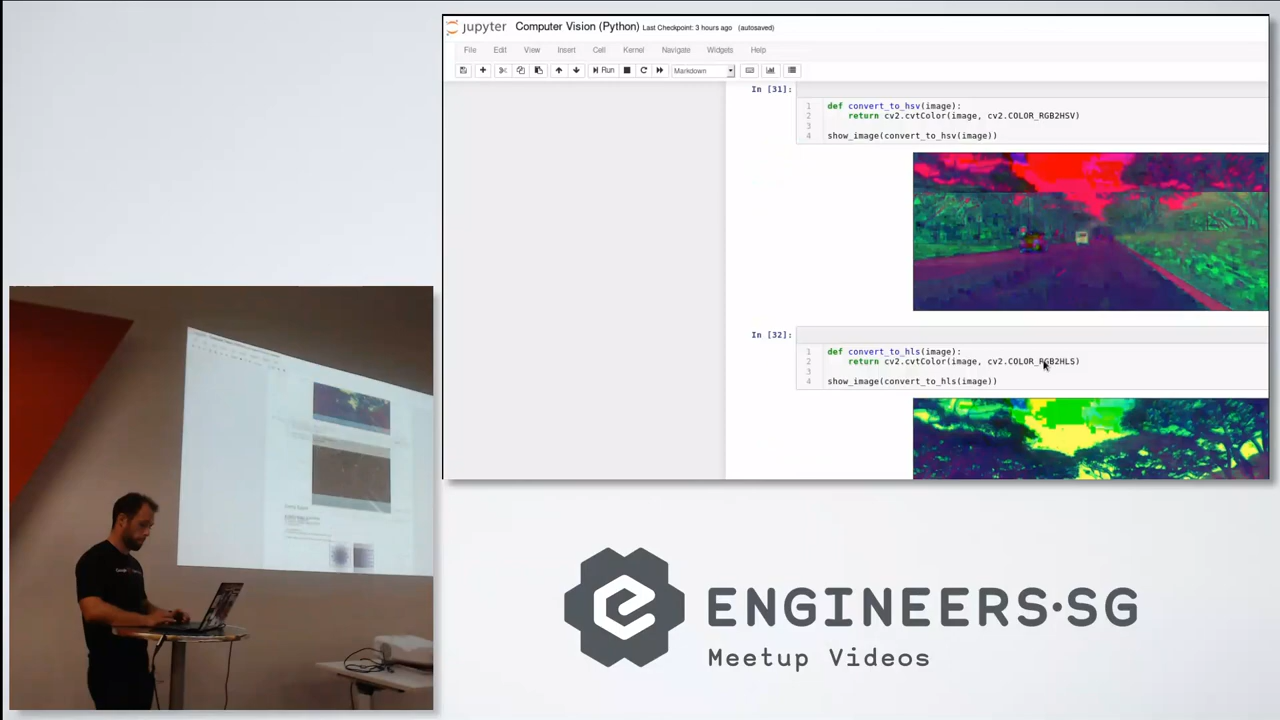 jupyter Computer Vision (Python) Last Checkpoint: 3 hours ago (autosaved)
File Edit View Insert Cell Kernel Navigate Widgets Help
Run Markdown
In [31]:
1 def convert_to_hsv(image):
2 return cv2.cvtColor(image, cv2.COLOR_RGB2HSV)
3
4 show_image(convert_to_hsv(image))
In [32]:
1 def convert_to_hls(image):
2 return cv2.cvtColor(image, cv2.COLOR_RGB2HLS)
3
4 show_image(convert_to_hls(image))
e
ENGINEERS·SG
Meetup Videos